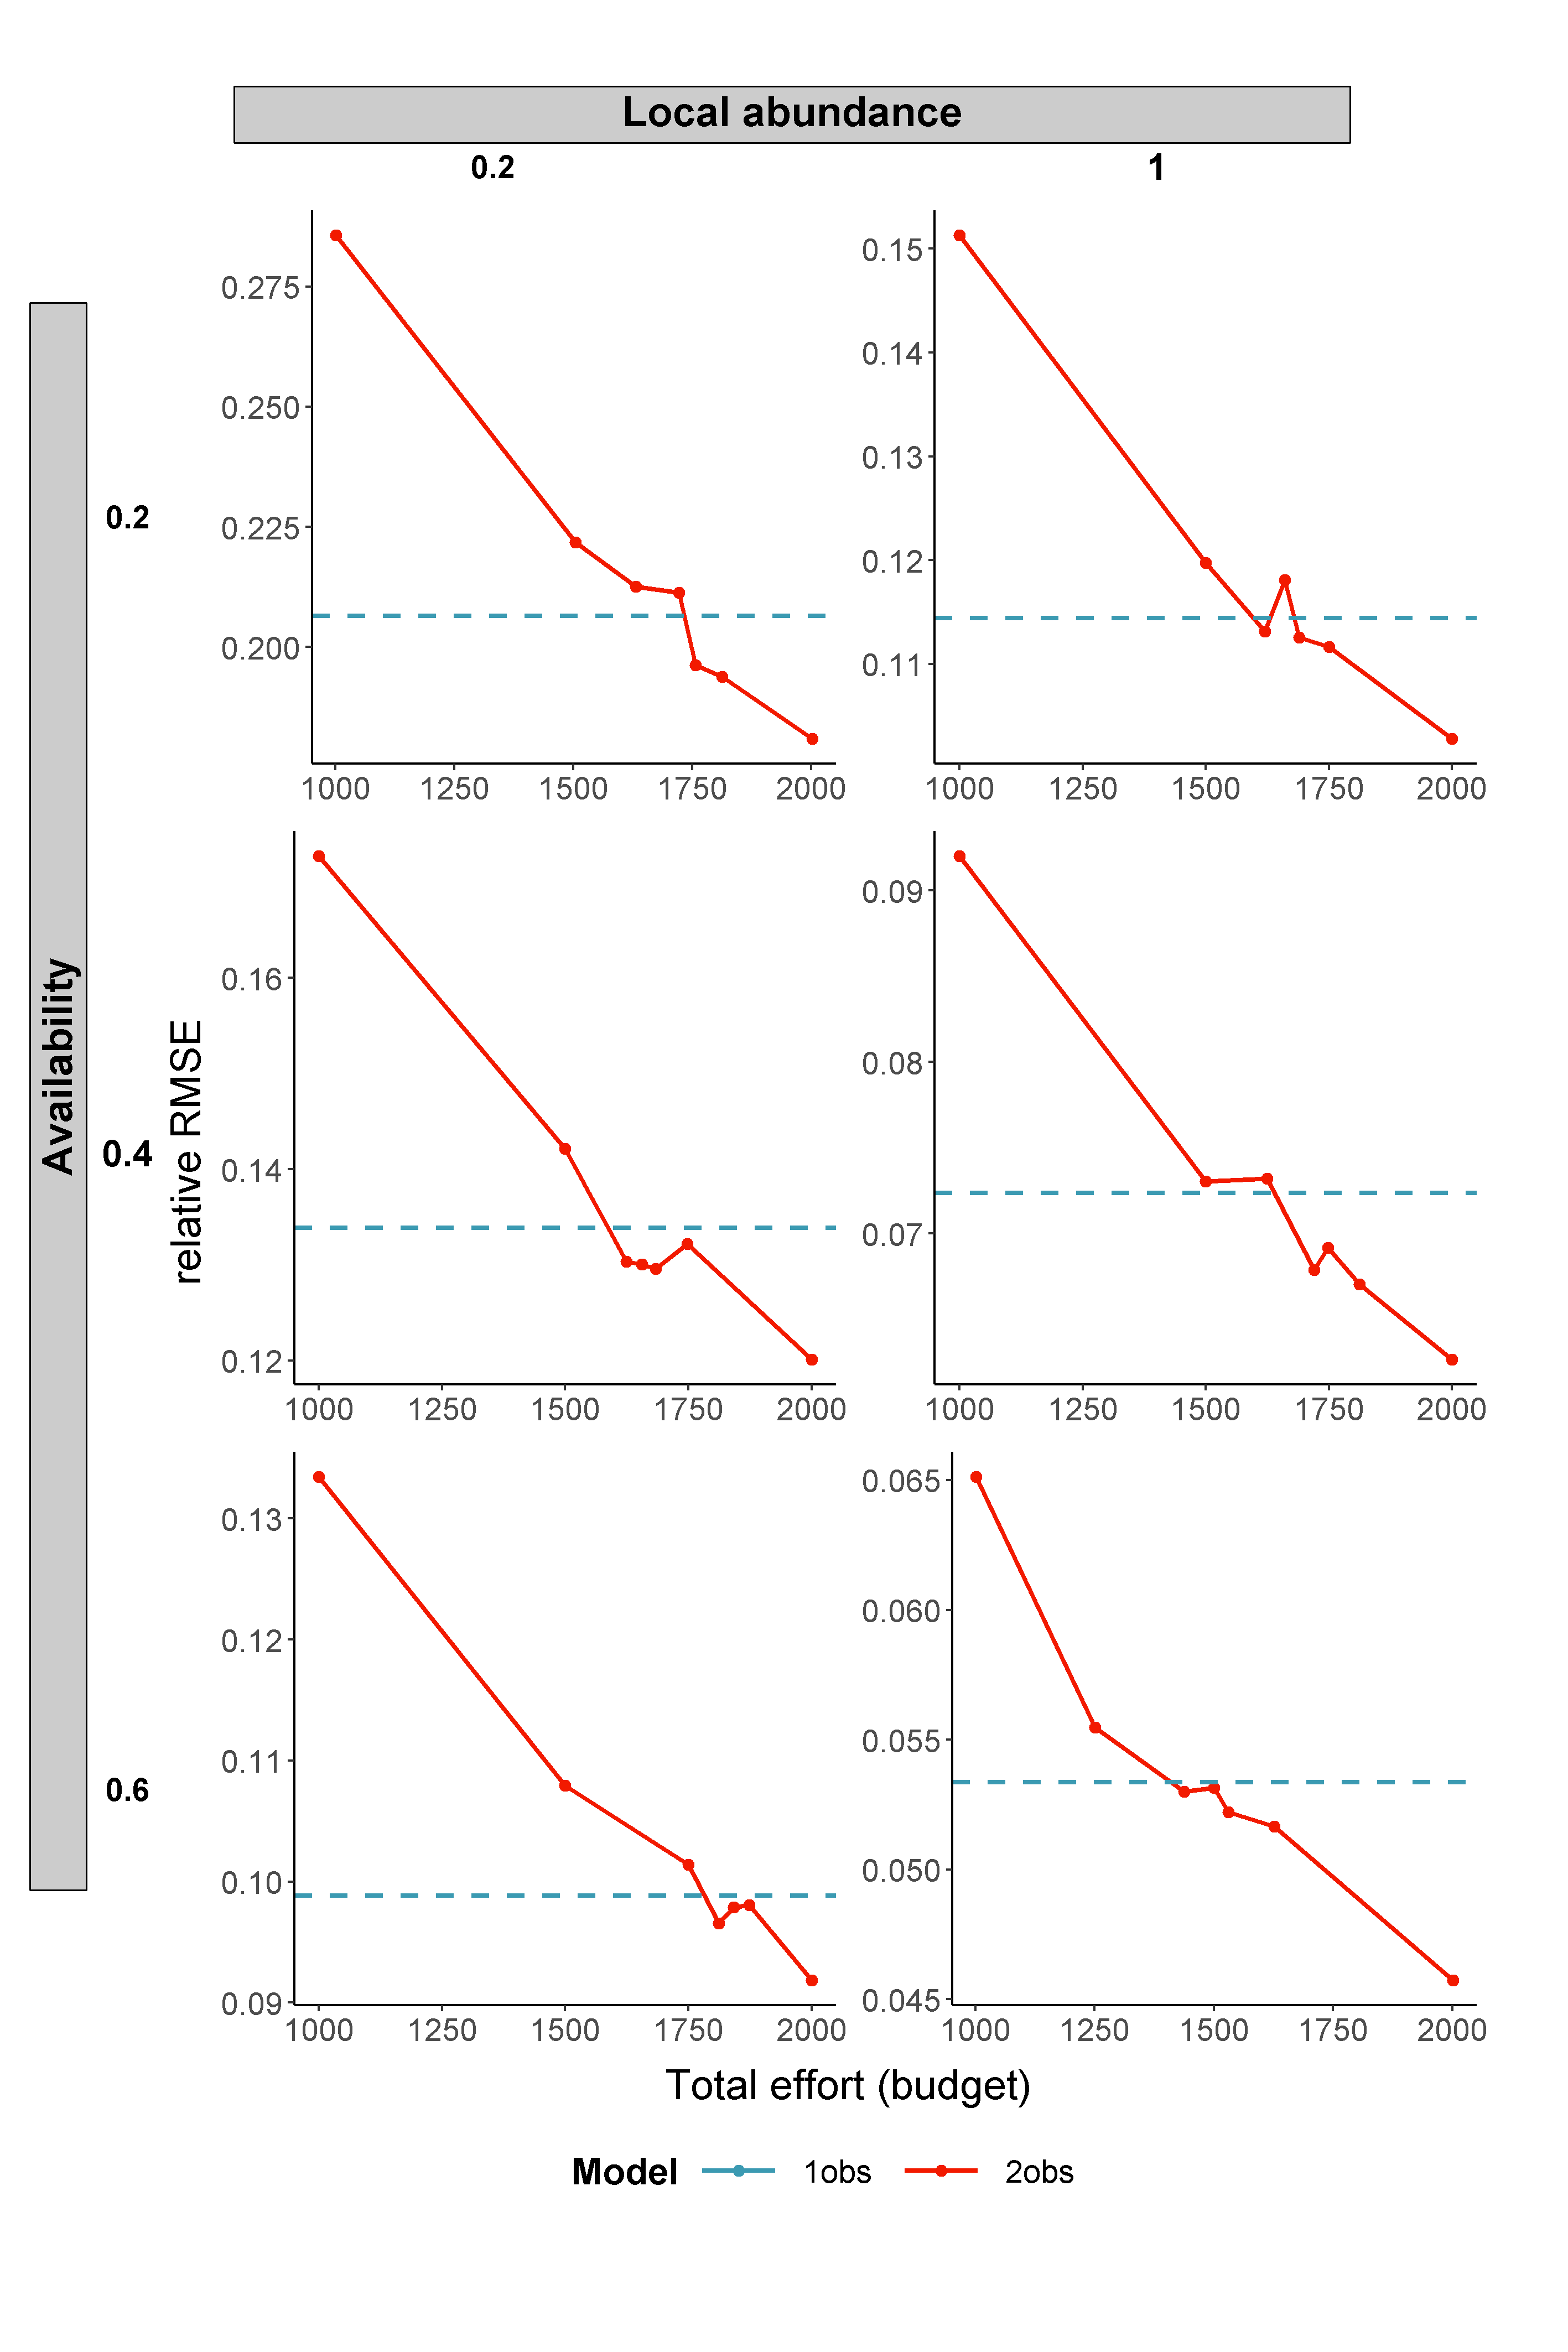 Local abundance
0.2 1
Availability
0.2
0.4
0.6
relative RMSE
0.275
0.250
0.225
0.200
1000 1250 1500 1750 2000
0.15
0.14
0.13
0.12
0.11
1000 1250 1500 1750 2000
0.16
0.14
0.12
1000 1250 1500 1750 2000
0.09
0.08
0.07
1000 1250 1500 1750 2000
0.13
0.12
0.11
0.10
0.09
1000 1250 1500 1750 2000
0.065
0.060
0.055
0.050
0.045
1000 1250 1500 1750 2000
Total effort (budget)
Model 1obs 2obs